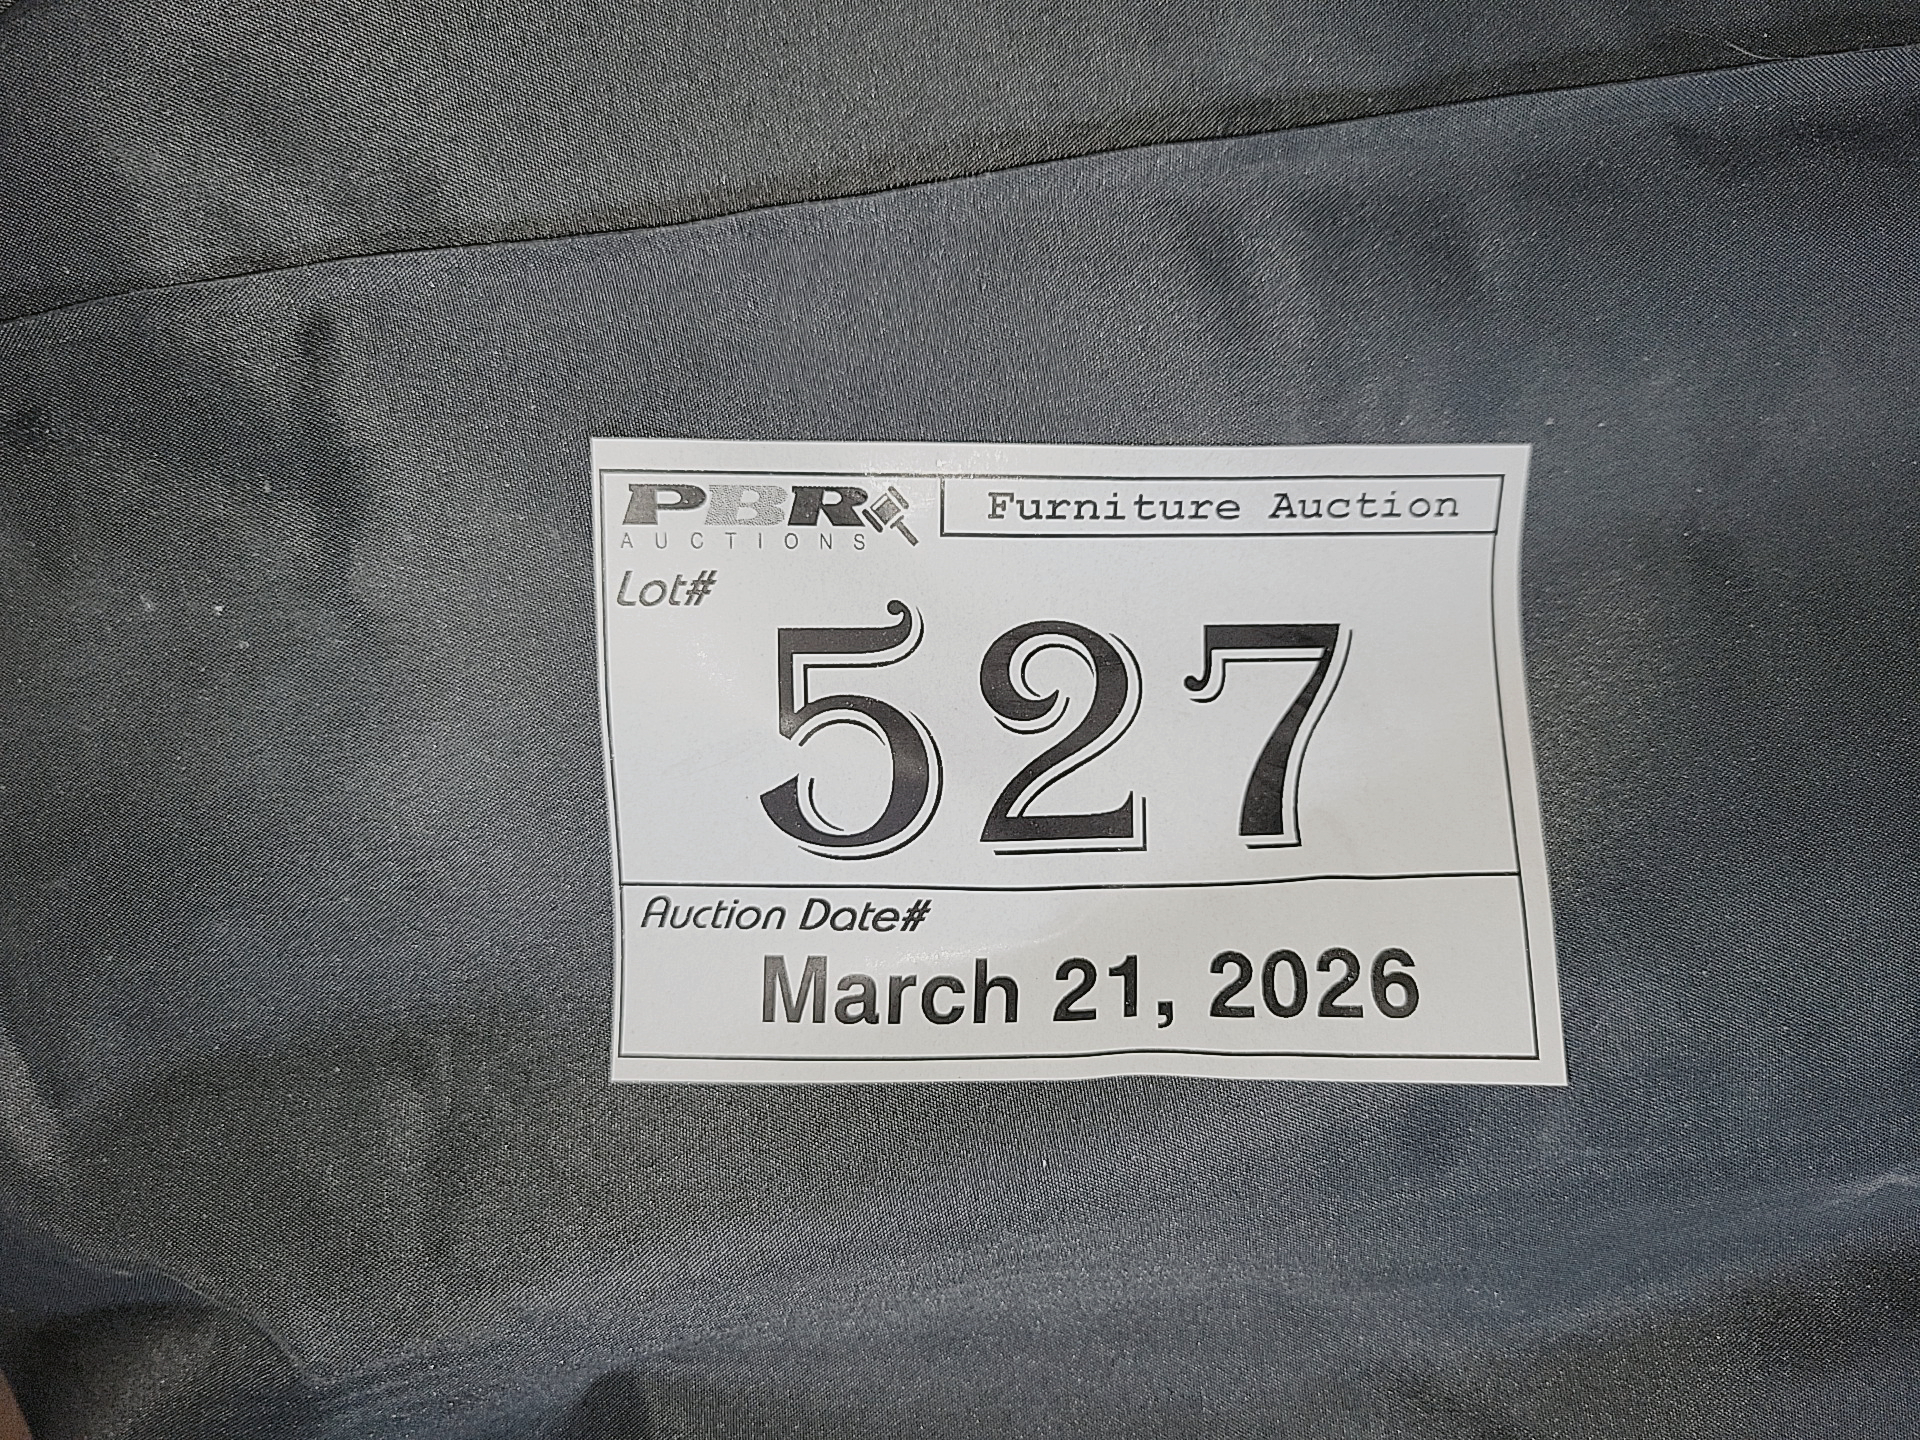 PBR
AUCTIONS
Furniture Auction
Lot#
527
Auction Date#
March 21, 2026